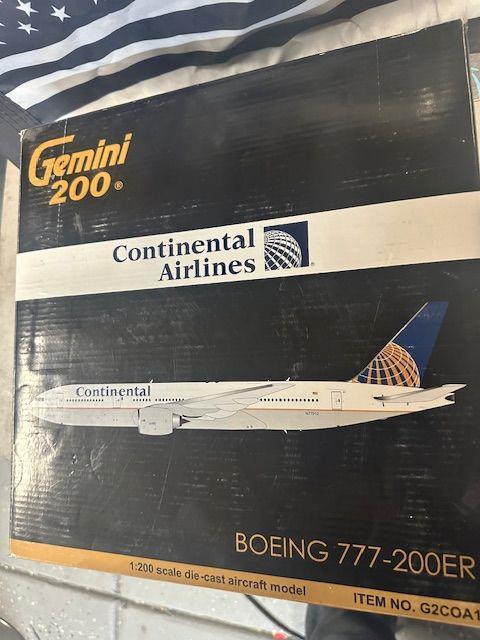 Gemini
200®
Continental
Airlines
Continental
BOEING 777-200ER
1:200 scale die-cast aircraft model
ITEM NO. G2COA1